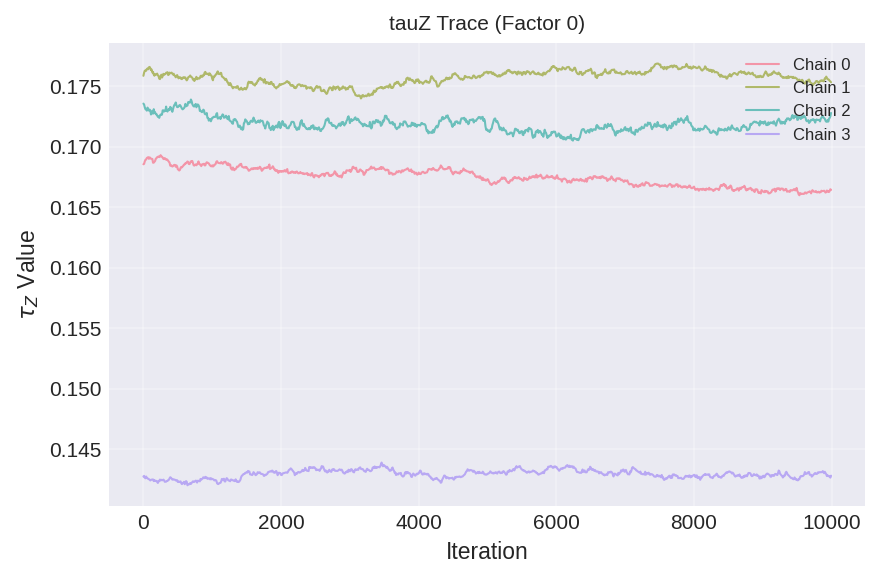 tauZ Trace (Factor 0)
Chain 0
Chain 1
Chain 2
Chain 3
τZ Value
0.175
0.170
0.165
0.160
0.155
0.150
0.145
0 2000 4000 6000 8000 10000
Iteration